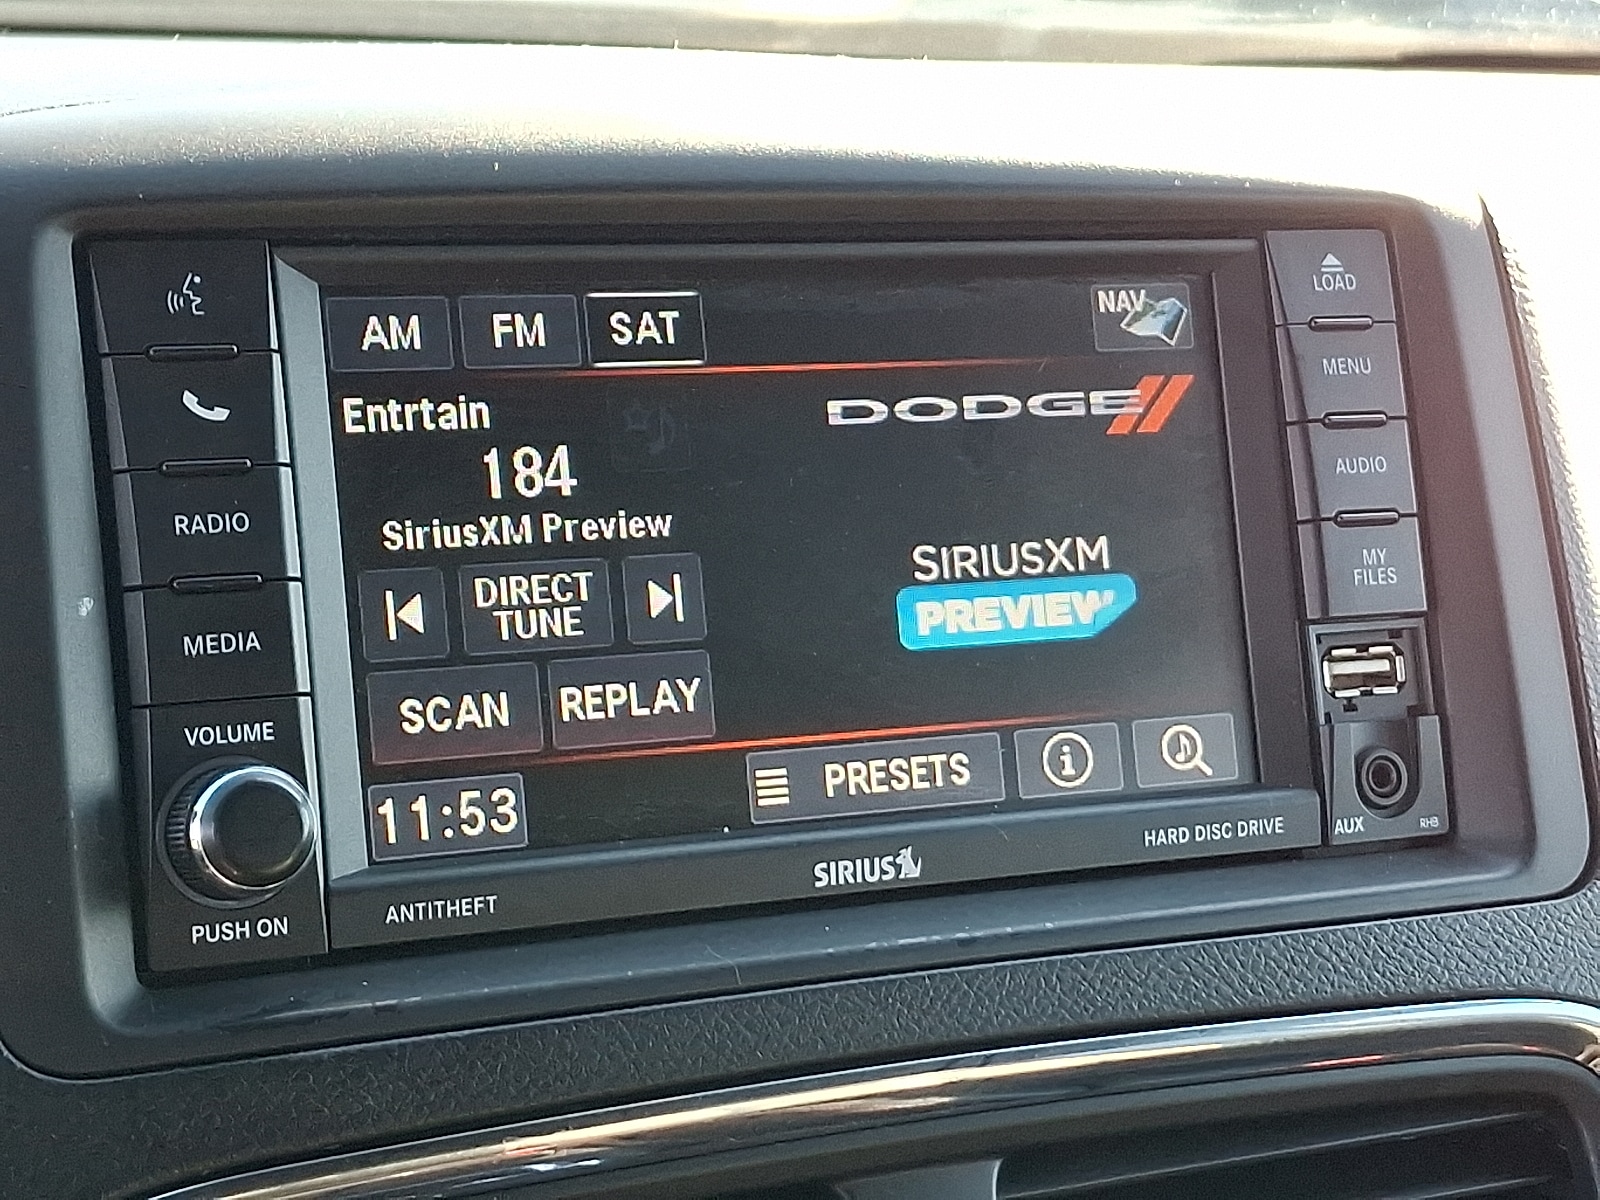 AM FM SAT NAV
LOAD
MENU
AUDIO
MY
FILES
RADIO
MEDIA
VOLUME
PUSH ON
Entrtain
DODGE
184
SiriusXM Preview
DIRECT
TUNE
SCAN REPLAY
SIRIUSXM
PREVIEW
11:53
PRESETS
ANTITHEFT
SIRIUS
HARD DISC DRIVE
AUX
RHB